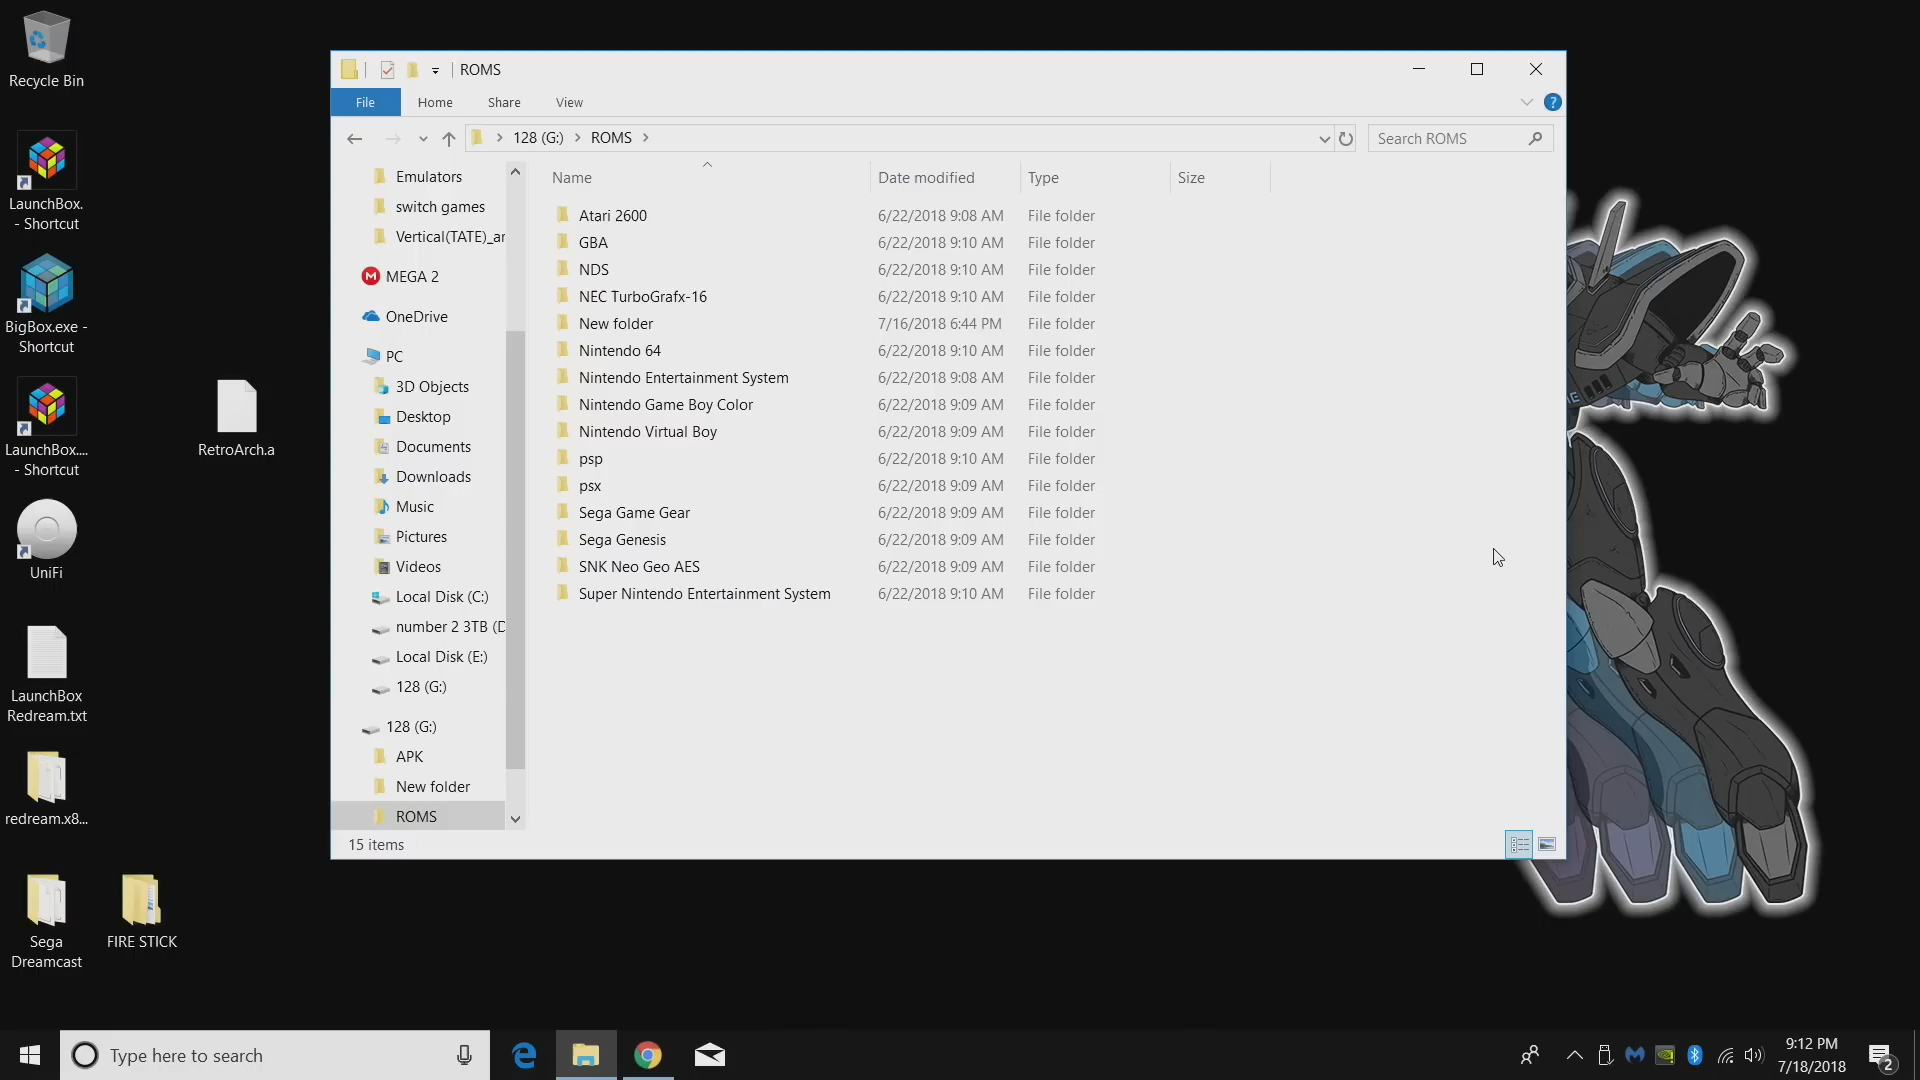 Recycle Bin
LaunchBox.
- Shortcut
BigBox.exe -
Shortcut
LaunchBox....
- Shortcut
UniFi
LaunchBox
Redream.txt
redream.x8...
Sega
Dreamcast
RetroArch.a
FIRE STICK
ROMS
File Home Share View
?
128 (G:) ROMS
Search ROMS
Emulators
switch games
Vertical(TATE)_ar
M MEGA 2
OneDrive
PC
3D Objects
Desktop
Documents
Downloads
Music
Pictures
Videos
Local Disk (C:)
number 2 3TB (D
Local Disk (E:)
128 (G:)
128 (G:)
APK
New folder
ROMS
Name Date modified Type Size
Atari 2600 6/22/2018 9:08 AM File folder
GBA 6/22/2018 9:10 AM File folder
NDS 6/22/2018 9:10 AM File folder
NEC TurboGrafx-16 6/22/2018 9:10 AM File folder
New folder 7/16/2018 6:44 PM File folder
Nintendo 64 6/22/2018 9:10 AM File folder
Nintendo Entertainment System 6/22/2018 9:08 AM File folder
Nintendo Game Boy Color 6/22/2018 9:09 AM File folder
Nintendo Virtual Boy 6/22/2018 9:09 AM File folder
psp 6/22/2018 9:10 AM File folder
psx 6/22/2018 9:09 AM File folder
Sega Game Gear 6/22/2018 9:09 AM File folder
Sega Genesis 6/22/2018 9:09 AM File folder
SNK Neo Geo AES 6/22/2018 9:09 AM File folder
Super Nintendo Entertainment System 6/22/2018 9:10 AM File folder
15 items
Type here to search
9:12 PM
7/18/2018
2